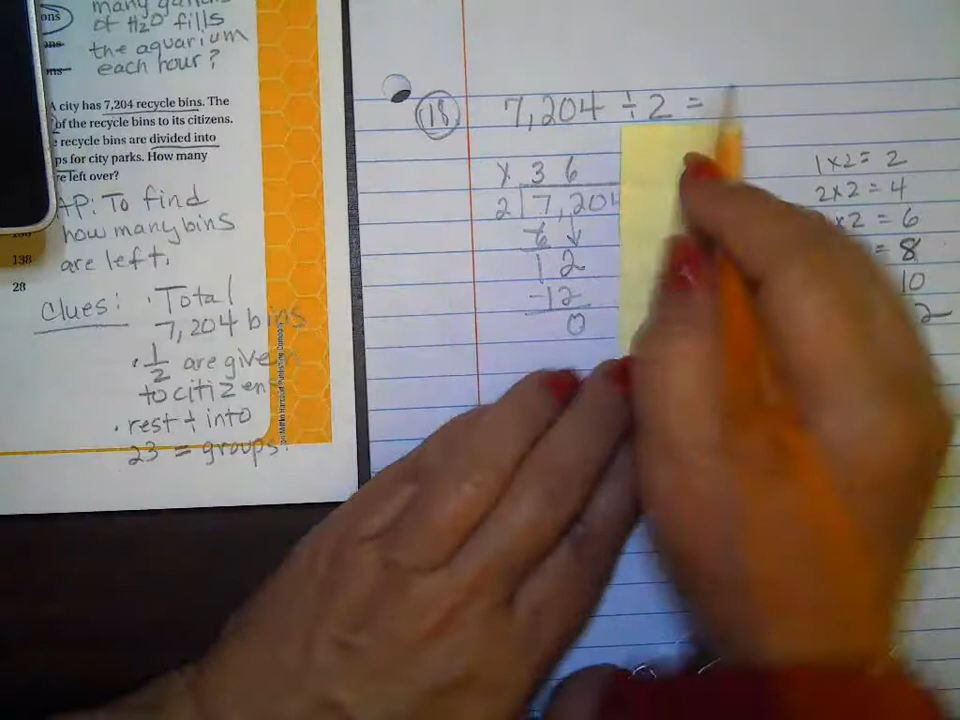 many
of H2O fills
the aquarium
each hour?
ons
ms
A city has 7,204 recycle bins. The
of the recycle bins to its citizens.
recycle bins are divided into
ps for city parks. How many
re left over?
138
28
AP: To find
how many bins
are left.
Clues: · Total
7,204 bins
· 1/2 are given
to citizen
· rest ÷ into
23 = groups.
18 7,204 ÷ 2 =
x 3 6
2 7,204
6
1 2
-12
0
1x2= 2
2x2 = 4
x2 = 6
= 8
10
2